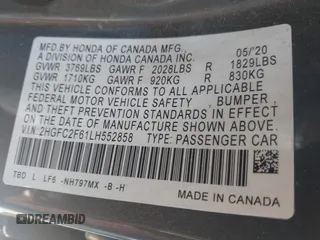 MFD.BY HONDA OF CANADA MFG.,
A DIVISION OF HONDA CANADA INC. 05/'20
GVWR 3769LBS GAWR F 2028LBS R 1829LBS
GVWR 1710KG GAWR F 920KG R 830KG
THIS VEHICLE CONFORMS TO ALL APPLICABLE
FEDERAL MOTOR VEHICLE SAFETY, BUMPER,
AND THEFT PREVENTION STANDARDS IN EFFECT
ON THE DATE OF MANUFACTURE SHOWN ABOVE.
V.I.N: 2HGFC2F61LH552858 TYPE: PASSENGER CAR
TBD L LF6 -NH797MX -B -H
MADE IN CANADA
DREAMBID